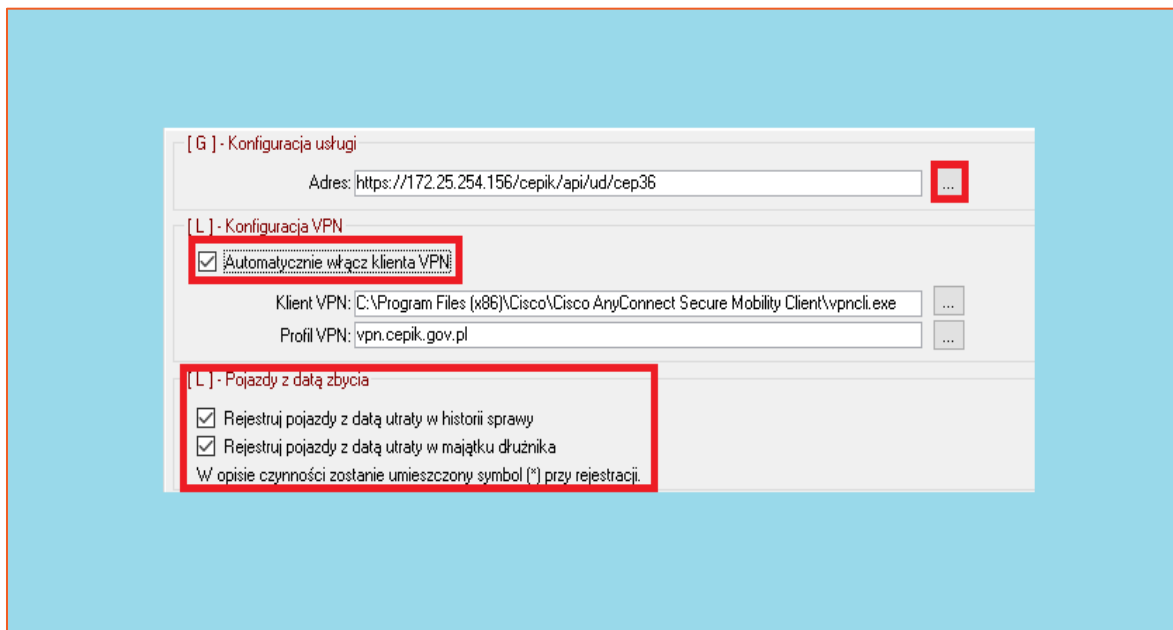 [ G ] - Konfiguracja usługi
Adres: https://172.25.254.156/cepik/api/ud/cep36 ...
[ L ] - Konfiguracja VPN
Automatycznie włącz klienta VPN
Klient VPN: C:\Program Files (x86)\Cisco\Cisco AnyConnect Secure Mobility Client\vpncli.exe ...
Profil VPN: vpn.cepik.gov.pl ...
[ L ] - Pojazdy z datą zbycia
Rejestruj pojazdy z datą utraty w historii sprawy
Rejestruj pojazdy z datą utraty w majątku dłużnika
W opisie czynności zostanie umieszczony symbol (*) przy rejestracji.